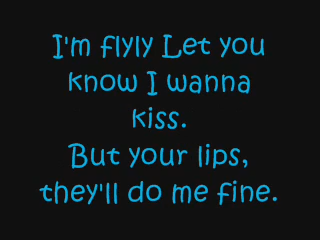 I'm flyly Let you
know I wanna
kiss.
But your lips,
they'll do me fine.